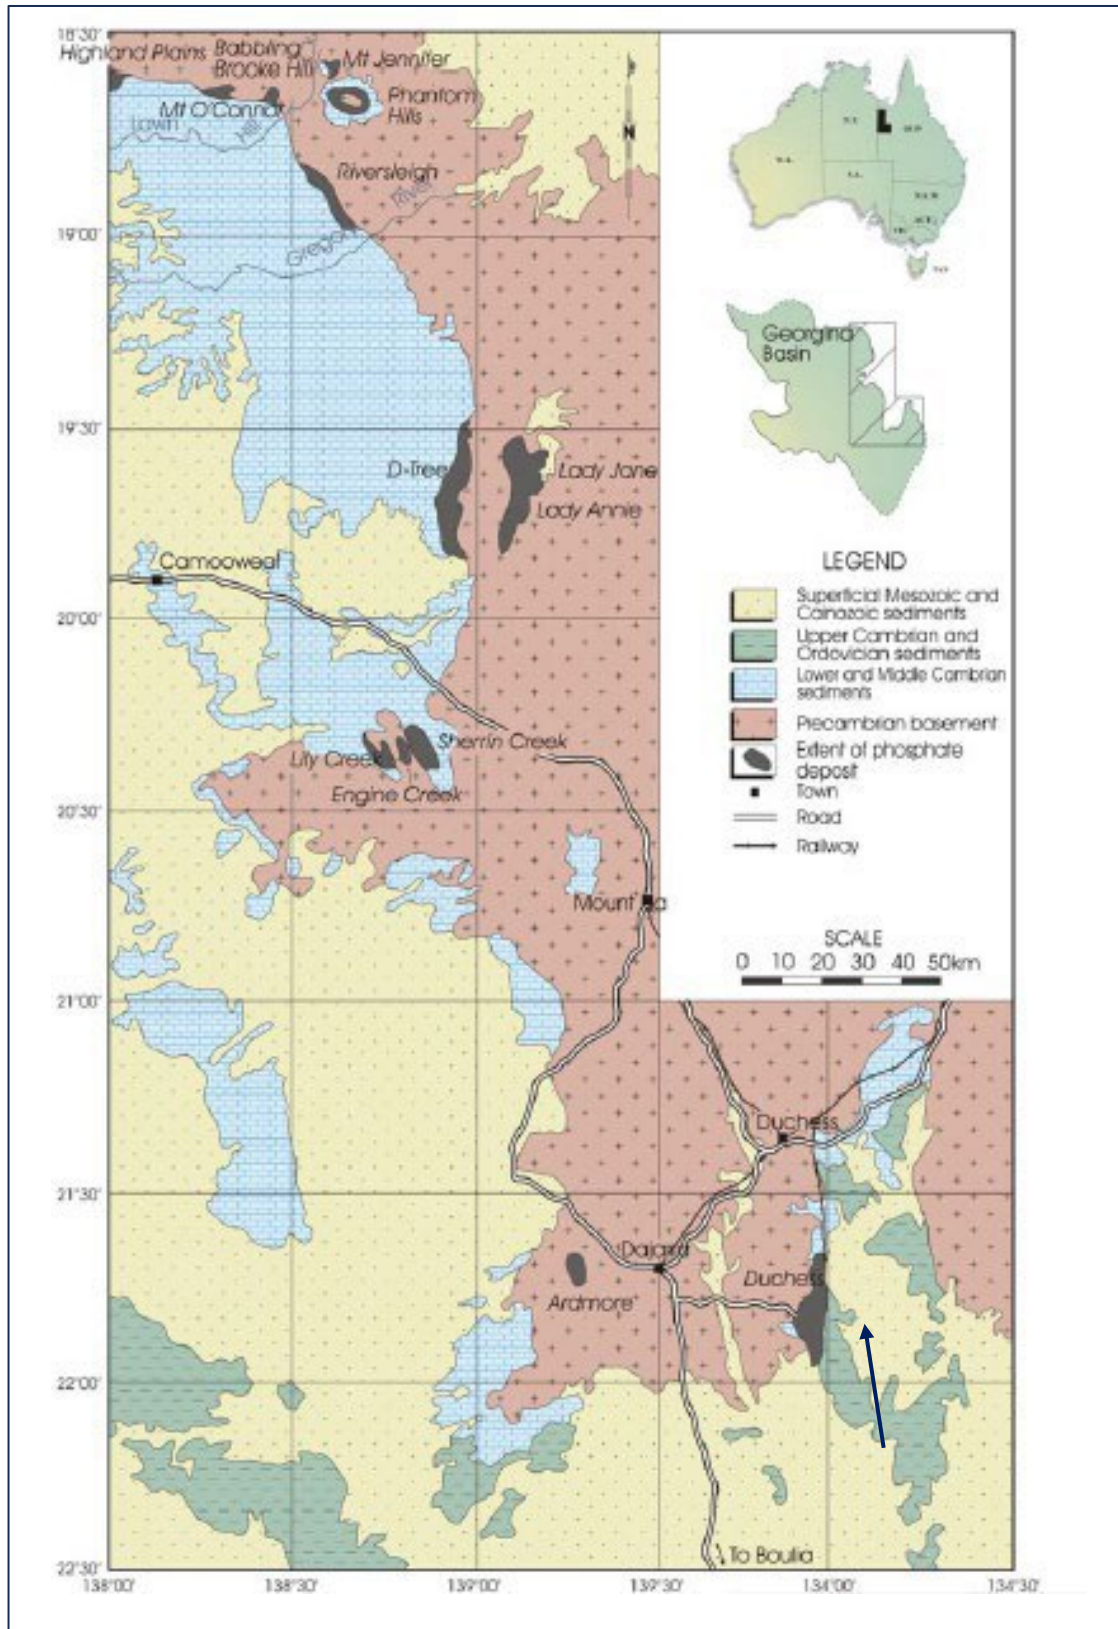 18°30'
Highland Plains
Babbling
Brooke Hill
Mt Jennifer
Mt O'Connor
Phantom
Hills
Lawn
Hill
Riversleigh
River
Gregory
N
19°00'
19°30'
D-Tree
Lady Jane
Lady Annie
Camooweal
20°00'
Sherrin Creek
Lily Creek
Engine Creek
20°30'
Mount Isa
21°00'
Duchess
21°30'
Dajarra
Duchess
Ardmore
22°00'
To Boulia
22°30'
138°00'
138°30'
139°00'
139°30'
134°00'
134°30'
N.T.
QLD
W.A.
S.A.
N.S.W.
VIC
TAS
Georgina
Basin
LEGEND
Superficial Mesozoic and
Cainozoic sediments
Upper Cambrian and
Ordovician sediments
Lower and Middle Cambrian
sediments
Precambrian basement
Extent of phosphate
deposit
Town
Road
Railway
SCALE
0 10 20 30 40 50km